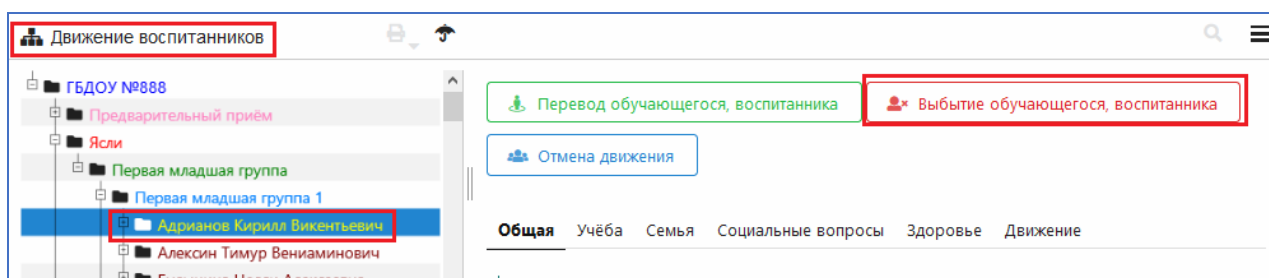 Движение воспитанников
ГБДОУ №888
Предварительный приём
Ясли
Первая младшая группа
Первая младшая группа 1
Адрианов Кирилл Викентьевич
Алексин Тимур Вениаминович
Перевод обучающегося, воспитанника
Выбытие обучающегося, воспитанника
Отмена движения
Общая Учёба Семья Социальные вопросы Здоровье Движение